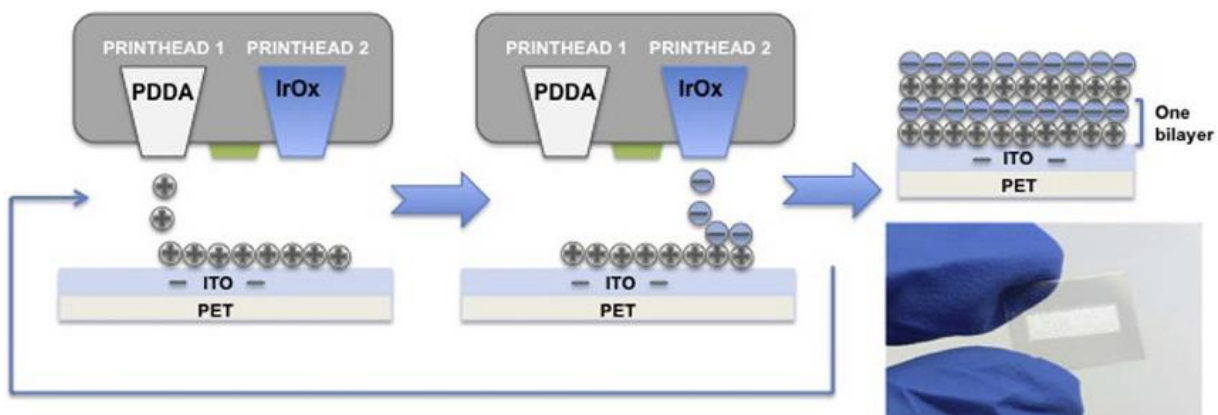 PRINTHEAD 1 PRINTHEAD 2
PDDA IrOx
ITO
PET
PRINTHEAD 1 PRINTHEAD 2
PDDA IrOx
ITO
PET
One
bilayer
ITO
PET